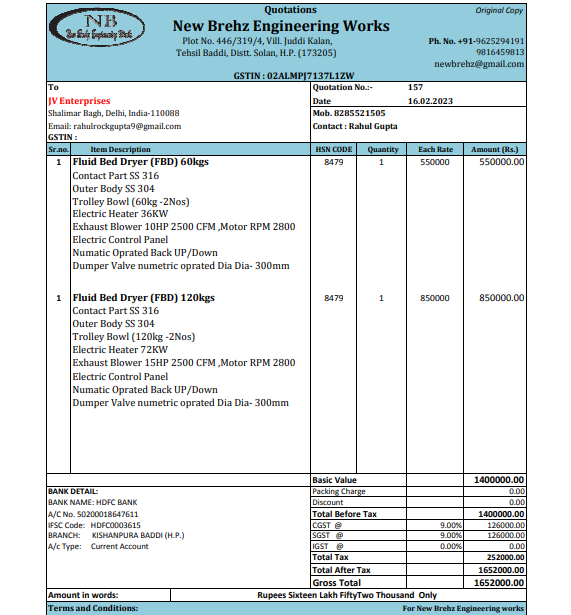 Quotations
Original Copy
NB
New Brehz Engineering Works
New Brehz Engineering Works
Plot No. 446/319/4, Vill. Juddi Kalan,
Ph. No. +91-9625294191
Tehsil Baddi, Distt. Solan, H.P. (173205)
9816459813
newbrehz@gmail.com
GSTIN : 02ALMPJ7137L1ZW
To
Quotation No.:- 157
JV Enterprises
Date 16.02.2023
Shalimar Bagh, Delhi, India-110088
Mob. 8285521505
Email: rahulrockgupta9@gmail.com
Contact : Rahul Gupta
GSTIN :
Sr.no. Item Description HSN CODE Quantity Each Rate Amount (Rs.)
1 Fluid Bed Dryer (FBD) 60kgs 8479 1 550000 550000.00
Contact Part SS 316
Outer Body SS 304
Trolley Bowl (60kg -2Nos)
Electric Heater 36KW
Exhaust Blower 10HP 2500 CFM ,Motor RPM 2800
Electric Control Panel
Numatic Oprated Back UP/Down
Dumper Valve numetric oprated Dia Dia- 300mm
1 Fluid Bed Dryer (FBD) 120kgs 8479 1 850000 850000.00
Contact Part SS 316
Outer Body SS 304
Trolley Bowl (120kg -2Nos)
Electric Heater 72KW
Exhaust Blower 15HP 2500 CFM ,Motor RPM 2800
Electric Control Panel
Numatic Oprated Back UP/Down
Dumper Valve numetric oprated Dia Dia- 300mm
Basic Value 1400000.00
BANK DETAIL:
Packing Charge 0.00
BANK NAME: HDFC BANK
Discount 0.00
A/C No. 50200018647611
Total Before Tax 1400000.00
IFSC Code: HDFC0003615
CGST @ 9.00% 126000.00
BRANCH: KISHANPURA BADDI (H.P.)
SGST @ 9.00% 126000.00
A/c Type: Current Account
IGST @ 0.00% 0.00
Total Tax 252000.00
Total After Tax 1652000.00
Gross Total 1652000.00
Amount in words: Rupees Sixteen Lakh FiftyTwo Thousand Only
Terms and Conditions: For New Brehz Engineering works